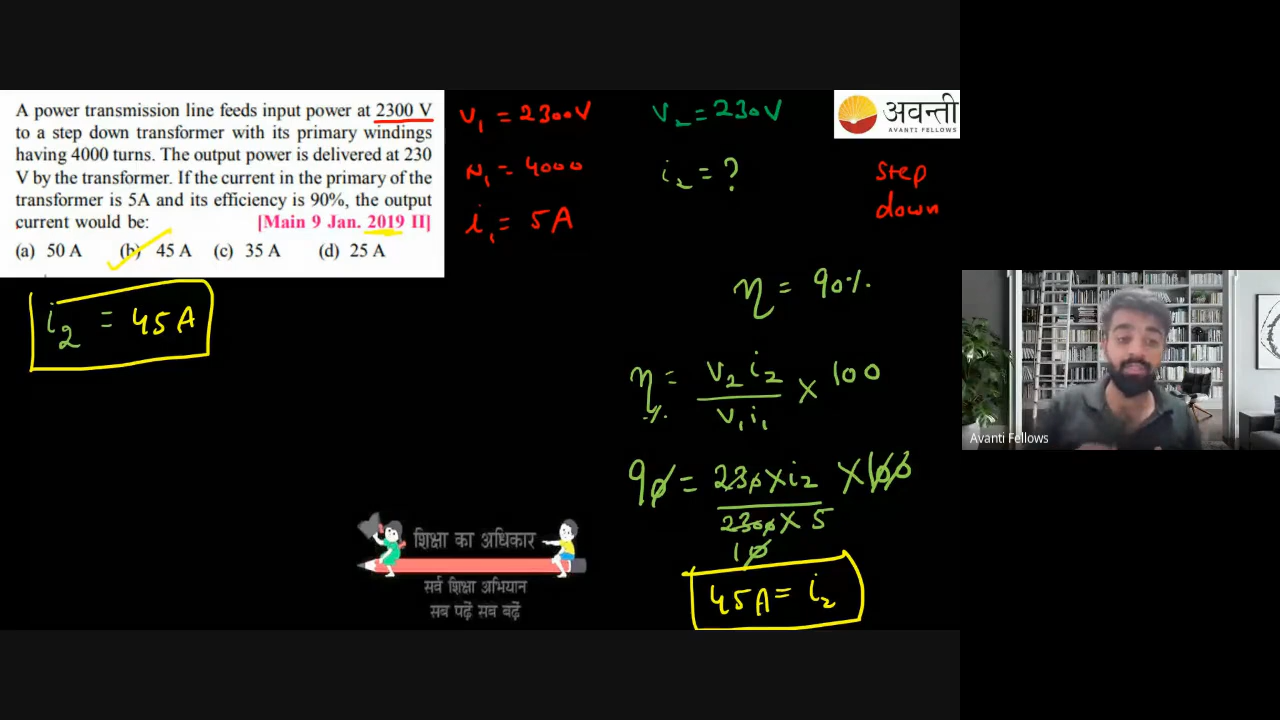 A power transmission line feeds input power at 2300 V
to a step down transformer with its primary windings
having 4000 turns. The output power is delivered at 230
V by the transformer. If the current in the primary of the
transformer is 5A and its efficiency is 90%, the output
current would be: [Main 9 Jan. 2019 II]
(a) 50 A (b) 45 A (c) 35 A (d) 25 A
i₂ = 45A
V₁ = 2300V
N₁ = 4000
i₁ = 5A
V₂ = 230V
i₂ = ?
अवन्ती
AVANTI FELLOWS
step
down
η = 90%.
η%. = V₂ i₂ / V₁ i₁ × 100
90 = 230 × i₂ / 2300 × 5 × 100
10
45A = i₂
शिक्षा का अधिकार
सर्व शिक्षा अभियान
सब पढ़ें सब बढ़ें
Avanti Fellows